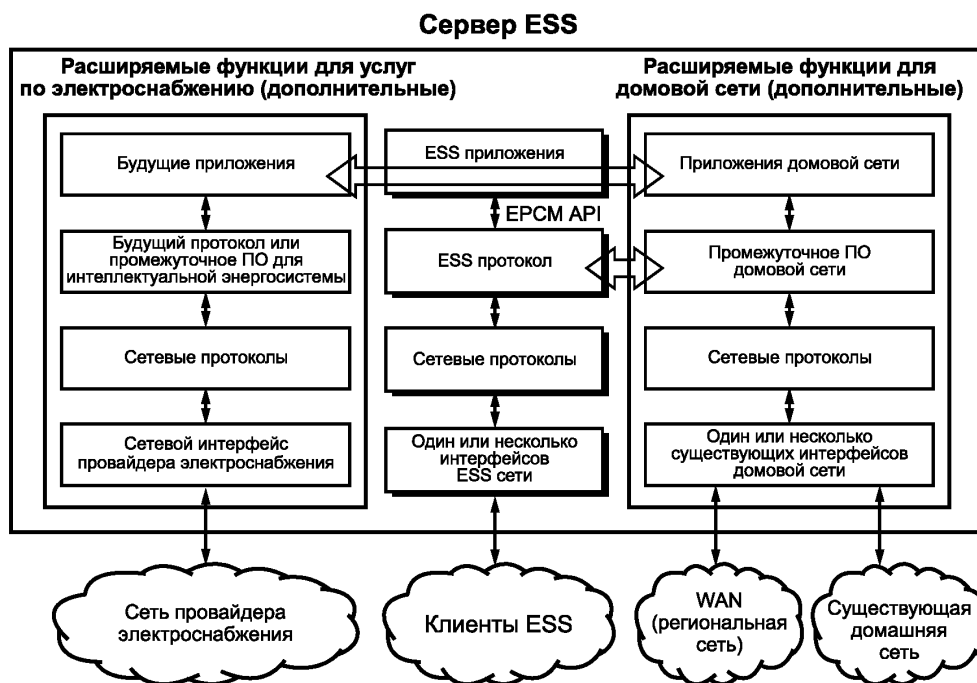 Сервер ESS
Расширяемые функции для услуг
по электроснабжению (дополнительные)
Расширяемые функции для
домовой сети (дополнительные)
Будущие приложения
ESS приложения
Приложения домовой сети
EPCM API
Будущий протокол или
промежуточное ПО для
интеллектуальной энергосистемы
ESS протокол
Промежуточное ПО
домовой сети
Сетевые протоколы
Сетевые протоколы
Сетевые протоколы
Сетевой интерфейс
провайдера электроснабжения
Один или несколько
интерфейсов
ESS сети
Один или несколько
существующих интерфейсов
домовой сети
Сеть провайдера
электроснабжения
Клиенты ESS
WAN
(региональная
сеть)
Существующая
домашняя
сеть